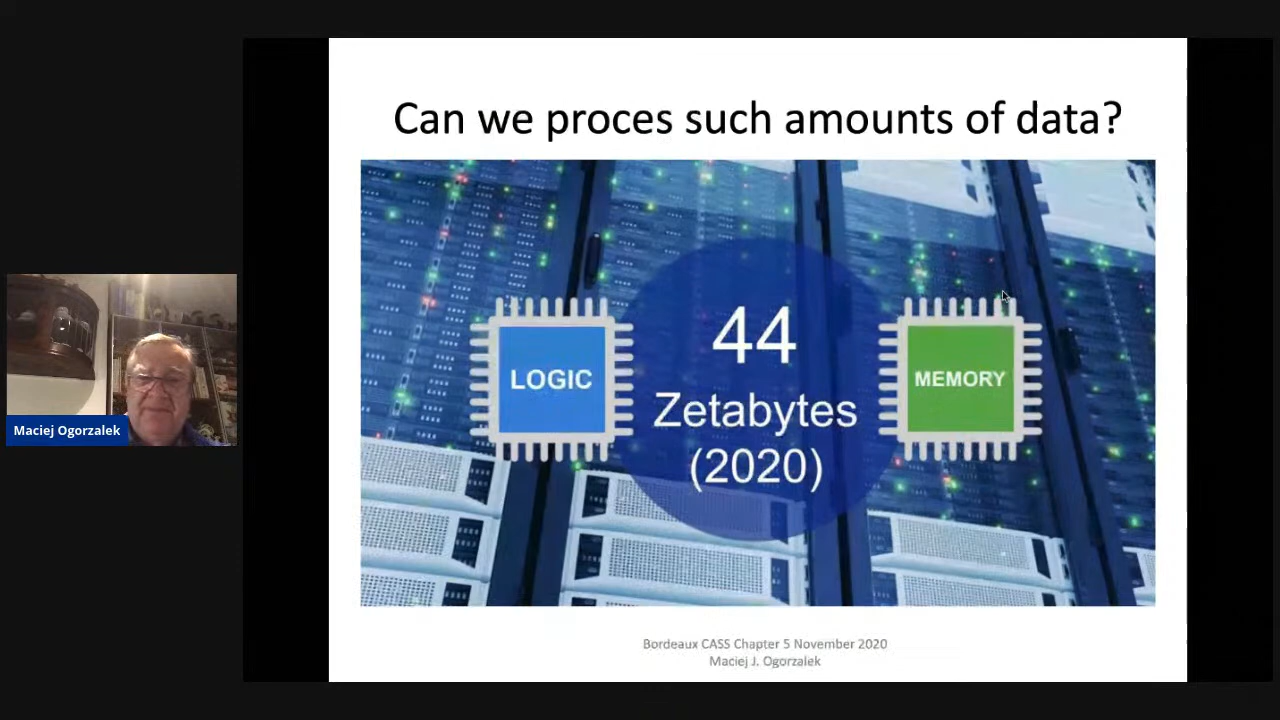 Can we proces such amounts of data?
LOGIC
44
Zetabytes
(2020)
MEMORY
Maciej Ogorzalek
Bordeaux CASS Chapter 5 November 2020
Maciej J. Ogorzalek